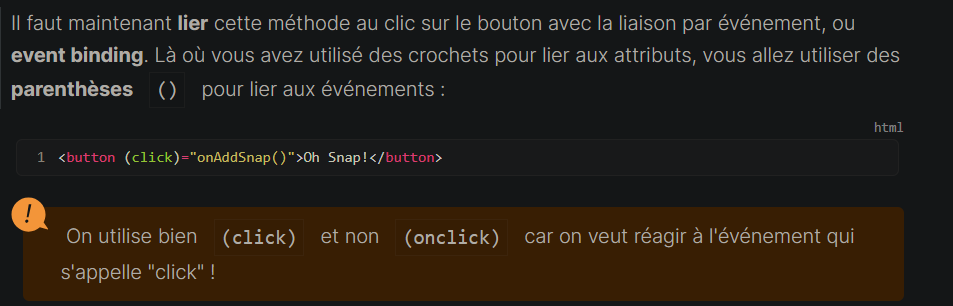 Il faut maintenant lier cette méthode au clic sur le bouton avec la liaison par événement, ou
event binding. Là où vous avez utilisé des crochets pour lier aux attributs, vous allez utiliser des
parenthèses () pour lier aux événements :
html
1 <button (click)="onAddSnap()">Oh Snap!</button>
!
On utilise bien (click) et non (onclick) car on veut réagir à l'événement qui
s'appelle "click" !